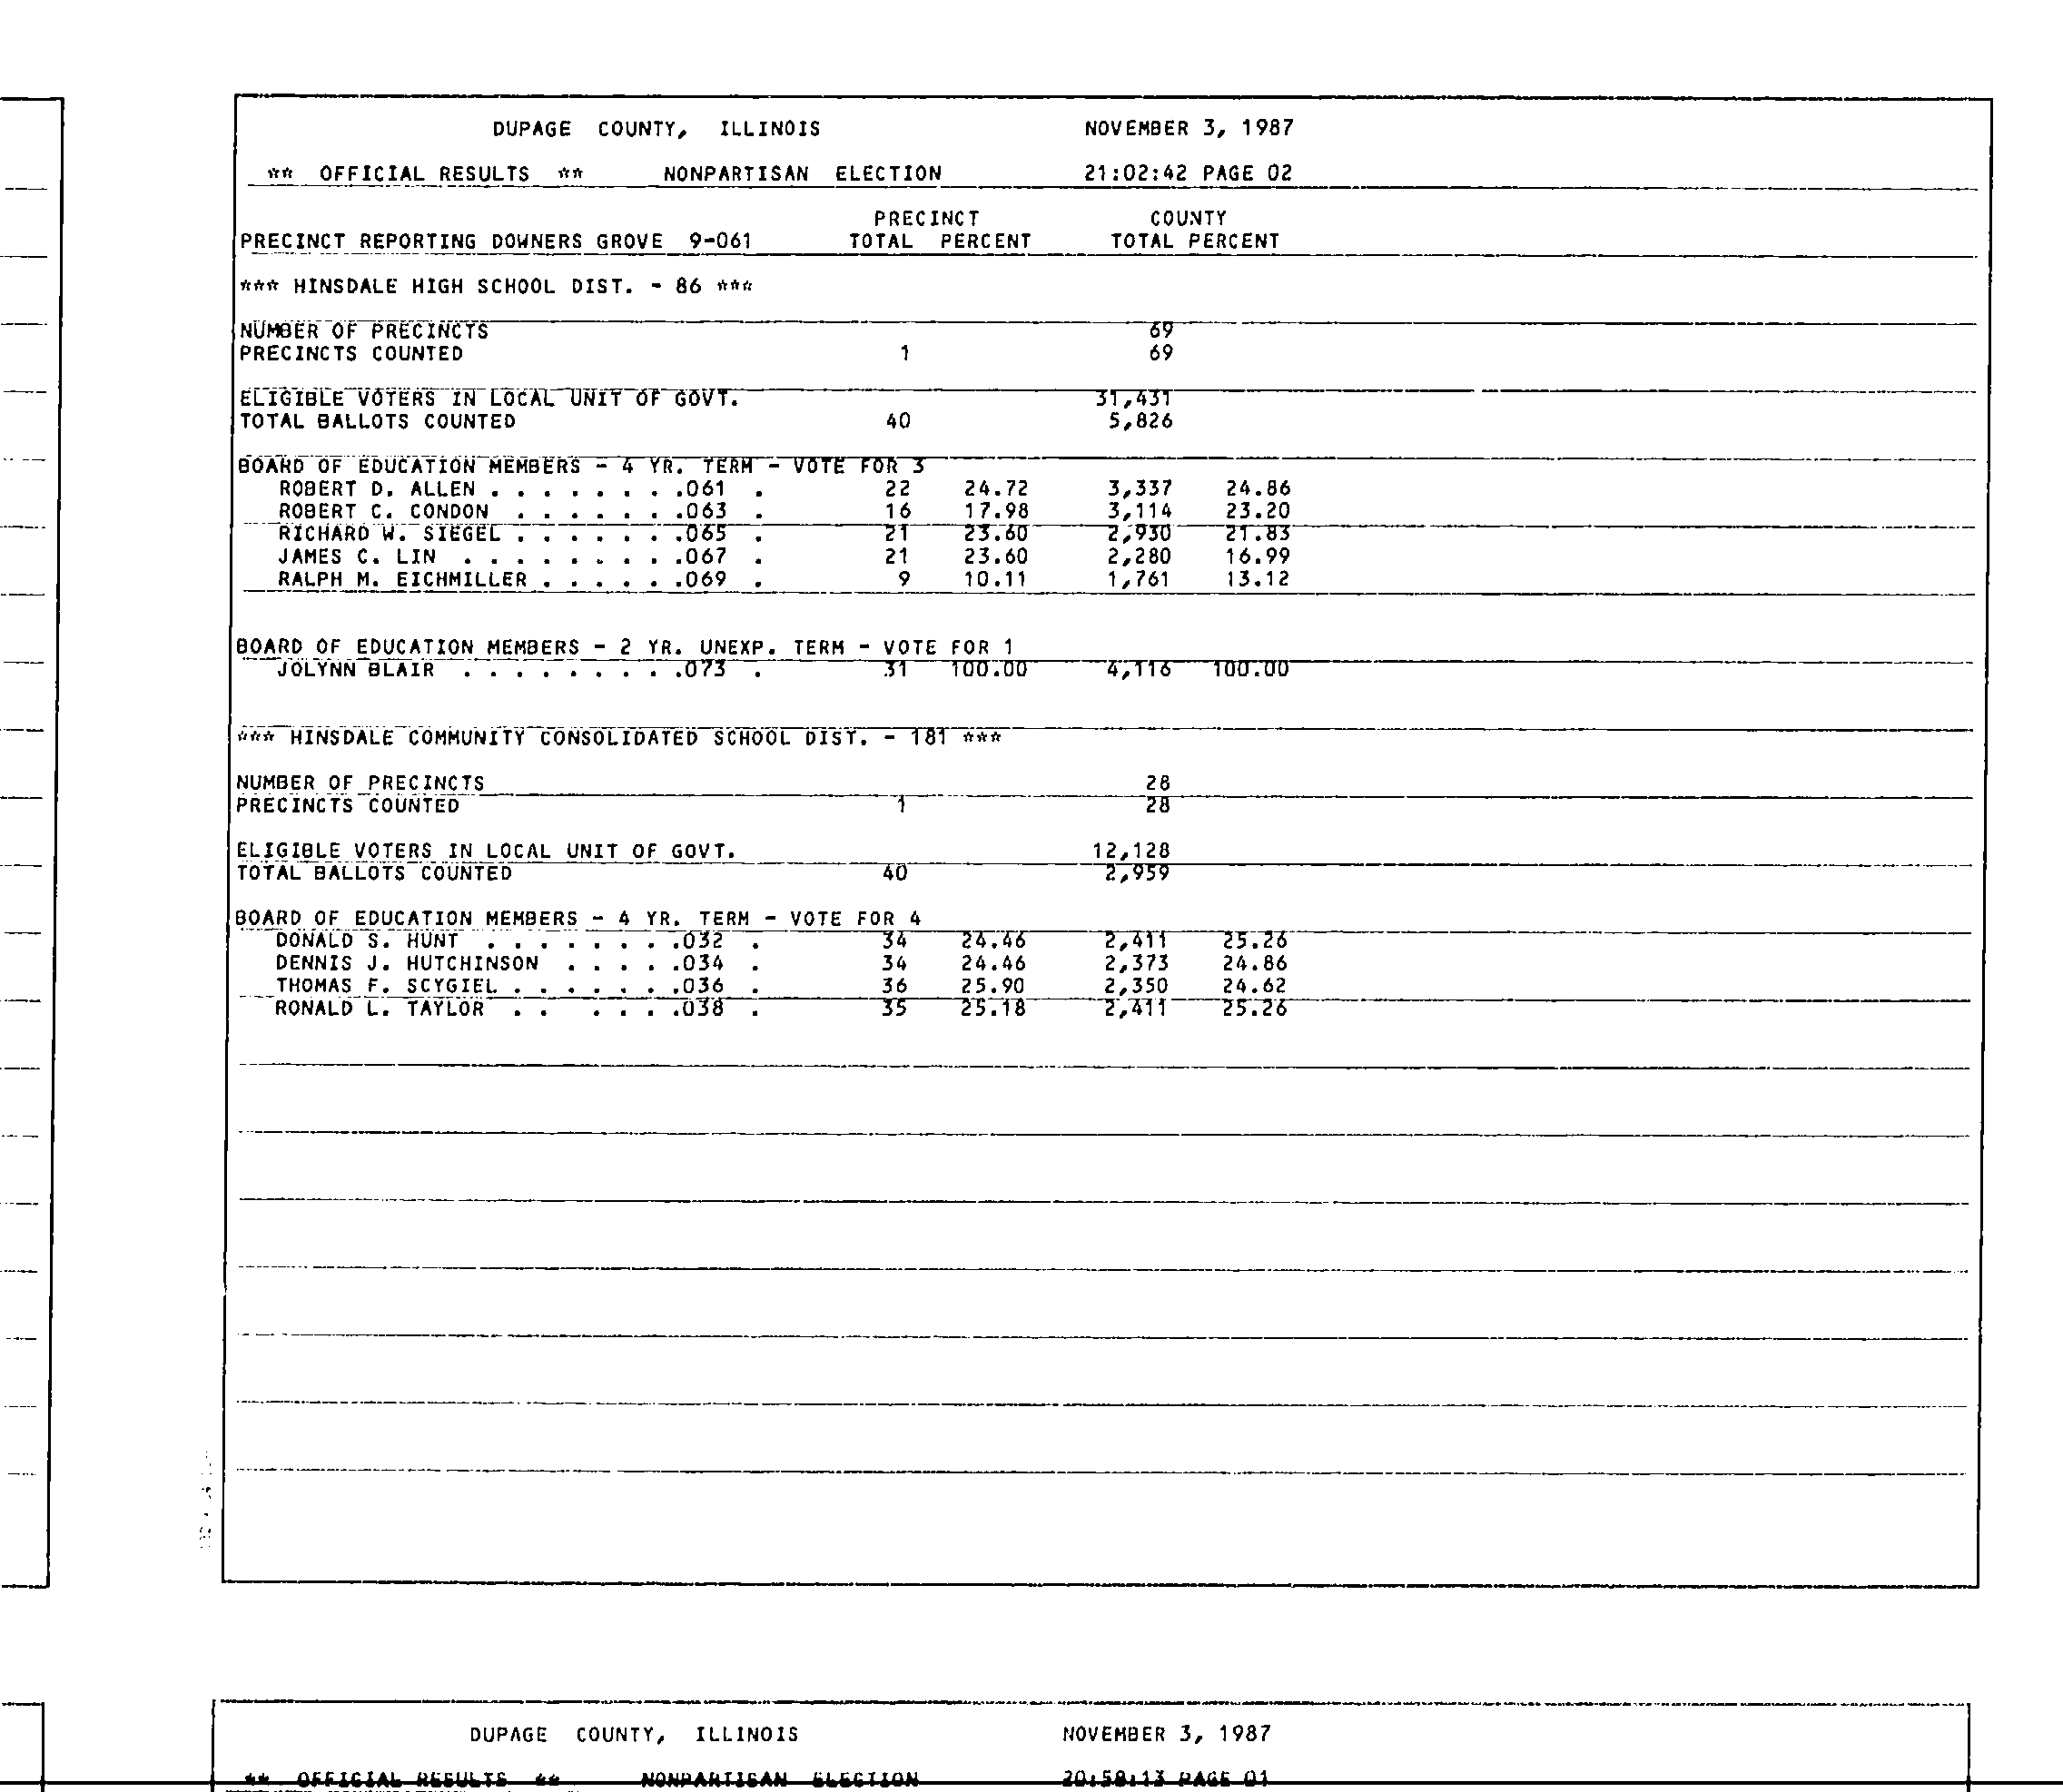 DUPAGE COUNTY, ILLINOIS NOVEMBER 3, 1987
** OFFICIAL RESULTS ** NONPARTISAN ELECTION 21:02:42 PAGE 02
PRECINCT COUNTY
PRECINCT REPORTING DOWNERS GROVE 9-061 TOTAL PERCENT TOTAL PERCENT
*** HINSDALE HIGH SCHOOL DIST. - 86 ***
NUMBER OF PRECINCTS 69
PRECINCTS COUNTED 1 69
ELIGIBLE VOTERS IN LOCAL UNIT OF GOVT. 31,431
TOTAL BALLOTS COUNTED 40 5,826
BOARD OF EDUCATION MEMBERS - 4 YR. TERM - VOTE FOR 3
ROBERT D. ALLEN . . . . . . . .061 . 22 24.72 3,337 24.86
ROBERT C. CONDON . . . . . . .063 . 16 17.98 3,114 23.20
RICHARD W. SIEGEL . . . . . . .065 . 21 23.60 2,930 21.83
JAMES C. LIN . . . . . . . . .067 . 21 23.60 2,280 16.99
RALPH M. EICHMILLER . . . . . .069 . 9 10.11 1,761 13.12
BOARD OF EDUCATION MEMBERS - 2 YR. UNEXP. TERM - VOTE FOR 1
JOLYNN BLAIR . . . . . . . . .073 . 31 100.00 4,116 100.00
*** HINSDALE COMMUNITY CONSOLIDATED SCHOOL DIST. - 181 ***
NUMBER OF PRECINCTS 28
PRECINCTS COUNTED 1 28
ELIGIBLE VOTERS IN LOCAL UNIT OF GOVT. 12,128
TOTAL BALLOTS COUNTED 40 2,959
BOARD OF EDUCATION MEMBERS - 4 YR. TERM - VOTE FOR 4
DONALD S. HUNT . . . . . . . .032 . 34 24.46 2,411 25.26
DENNIS J. HUTCHINSON . . . . .034 . 34 24.46 2,373 24.86
THOMAS F. SCYGIEL . . . . . . .036 . 36 25.90 2,350 24.62
RONALD L. TAYLOR . . . . . .038 . 35 25.18 2,411 25.26
DUPAGE COUNTY, ILLINOIS NOVEMBER 3, 1987
** OFFICIAL RESULTS ** NONPARTISAN ELECTION 20:58:13 PAGE 01